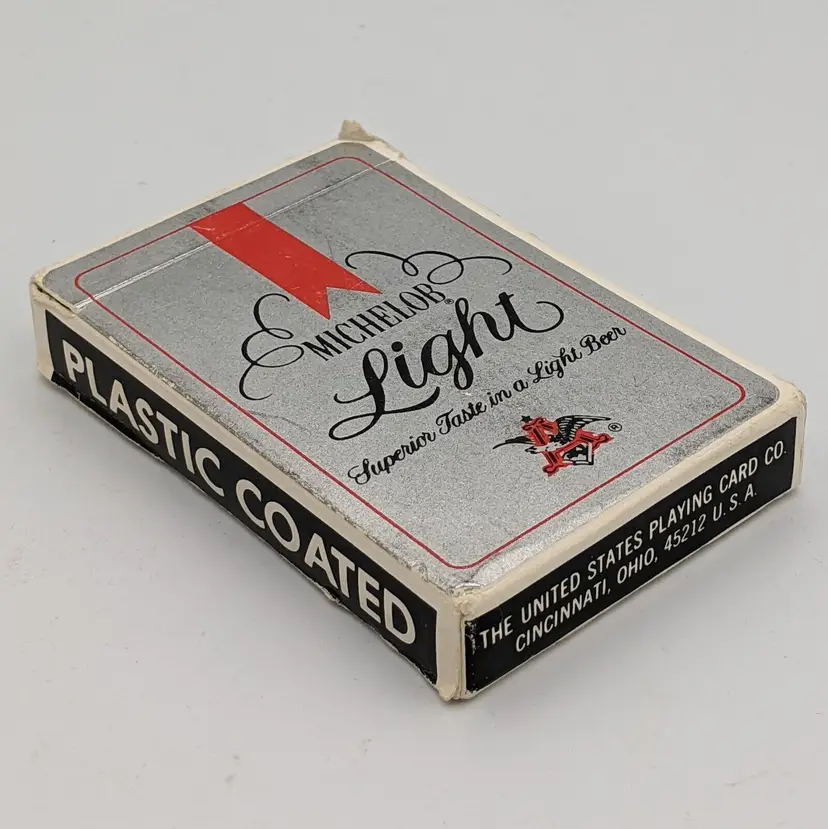 MICHELOB®
Light
Superior Taste in a Light Beer
®
PLASTIC COATED
THE UNITED STATES PLAYING CARD CO.
CINCINNATI, OHIO, 45212 U.S.A.